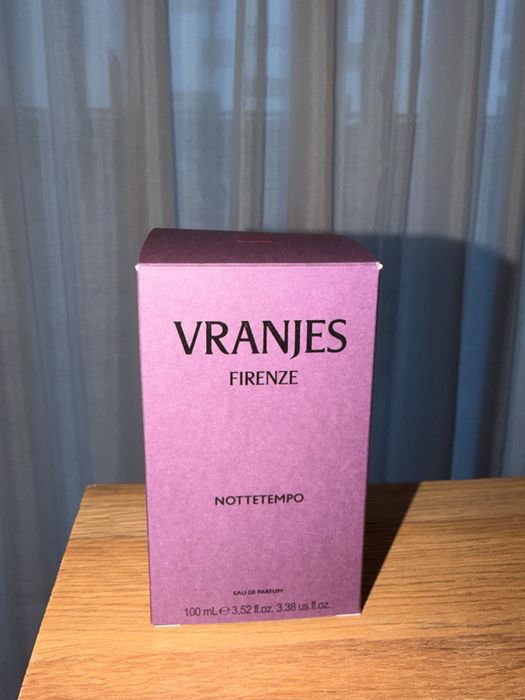 VRANJES
FIRENZE
NOTTETEMPO
EAU DE PARFUM
100 mL ℮ 3,52 fl.oz. 3.38 us.fl.oz.